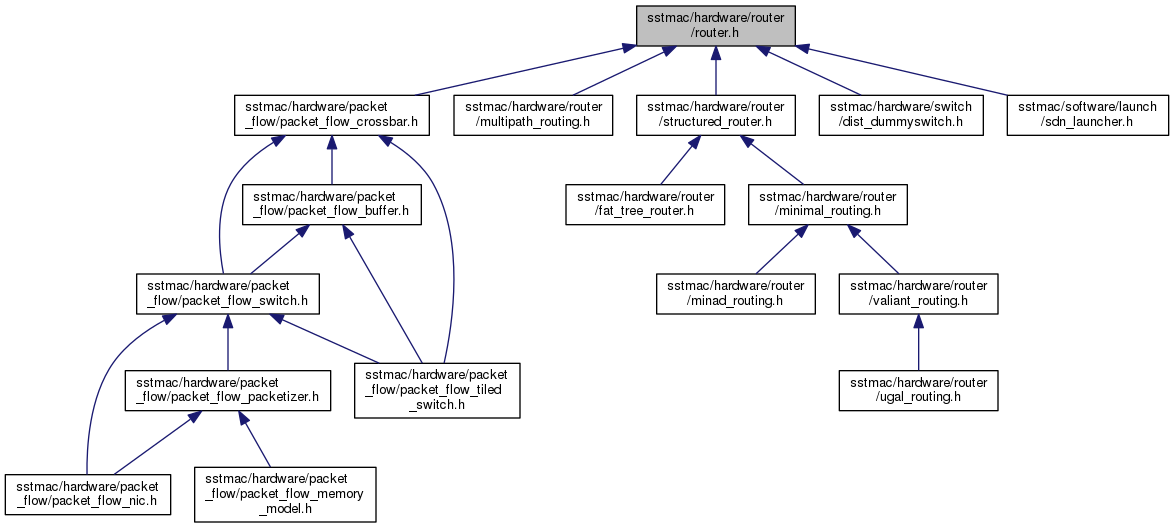 sstmac/hardware/router
/router.h
sstmac/hardware/packet
_flow/packet_flow_crossbar.h
sstmac/hardware/router
/multipath_routing.h
sstmac/hardware/router
/structured_router.h
sstmac/hardware/switch
/dist_dummyswitch.h
sstmac/software/launch
/sdn_launcher.h
sstmac/hardware/packet
_flow/packet_flow_buffer.h
sstmac/hardware/router
/fat_tree_router.h
sstmac/hardware/router
/minimal_routing.h
sstmac/hardware/packet
_flow/packet_flow_switch.h
sstmac/hardware/router
/minad_routing.h
sstmac/hardware/router
/valiant_routing.h
sstmac/hardware/packet
_flow/packet_flow_packetizer.h
sstmac/hardware/packet
_flow/packet_flow_tiled
_switch.h
sstmac/hardware/router
/ugal_routing.h
sstmac/hardware/packet
_flow/packet_flow_nic.h
sstmac/hardware/packet
_flow/packet_flow_memory
_model.h